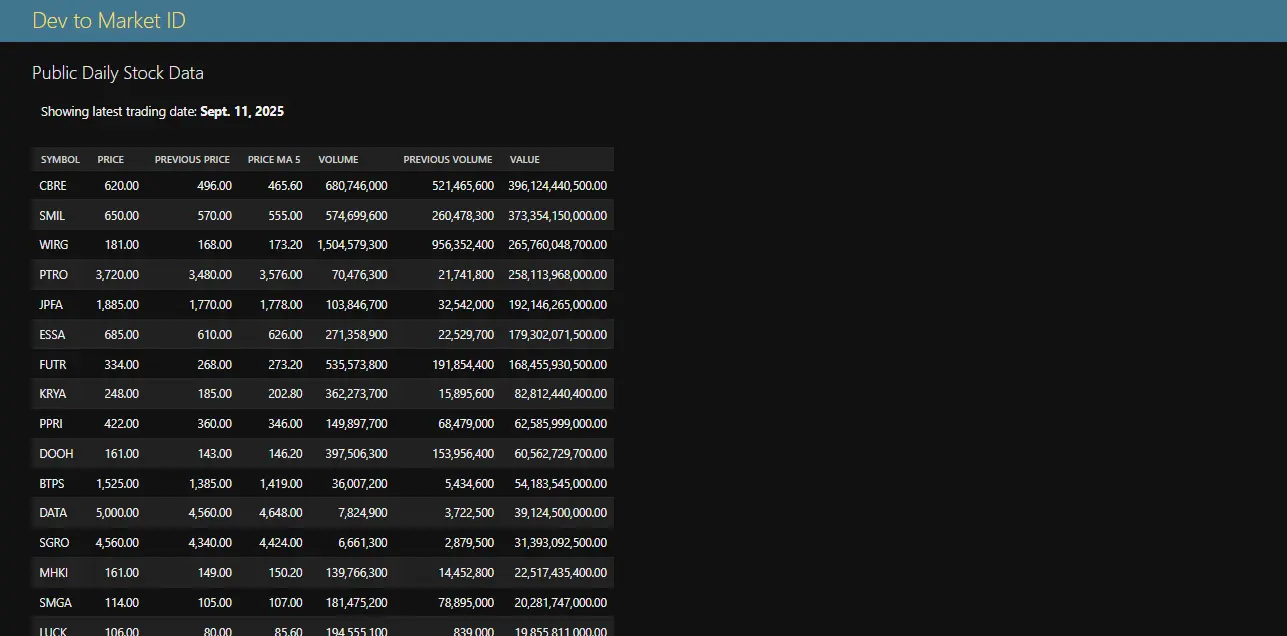 Dev to Market ID
Public Daily Stock Data
Showing latest trading date: Sept. 11, 2025
SYMBOL PRICE PREVIOUS PRICE PRICE MA 5 VOLUME PREVIOUS VOLUME VALUE
CBRE 620.00 496.00 465.60 680,746,000 521,465,600 396,124,440,500.00
SMIL 650.00 570.00 555.00 574,699,600 260,478,300 373,354,150,000.00
WIRG 181.00 168.00 173.20 1,504,579,300 956,352,400 265,760,048,700.00
PTRO 3,720.00 3,480.00 3,576.00 70,476,300 21,741,800 258,113,968,000.00
JPFA 1,885.00 1,770.00 1,778.00 103,846,700 32,542,000 192,146,265,000.00
ESSA 685.00 610.00 626.00 271,358,900 22,529,700 179,302,071,500.00
FUTR 334.00 268.00 273.20 535,573,800 191,854,400 168,455,930,500.00
KRYA 248.00 185.00 202.80 362,273,700 15,895,600 82,812,440,400.00
PPRI 422.00 360.00 346.00 149,897,700 68,479,000 62,585,999,000.00
DOOH 161.00 143.00 146.20 397,506,300 153,956,400 60,562,729,700.00
BTPS 1,525.00 1,385.00 1,419.00 36,007,200 5,434,600 54,183,545,000.00
DATA 5,000.00 4,560.00 4,648.00 7,824,900 3,722,500 39,124,500,000.00
SGRO 4,560.00 4,340.00 4,424.00 6,661,300 2,879,500 31,393,092,500.00
MHKI 161.00 149.00 150.20 139,766,300 14,452,800 22,517,435,400.00
SMGA 114.00 105.00 107.00 181,475,200 78,895,000 20,281,747,000.00
LUCK 106.00 80.00 85.60 194,555,100 839,000 19,855,811,000.00